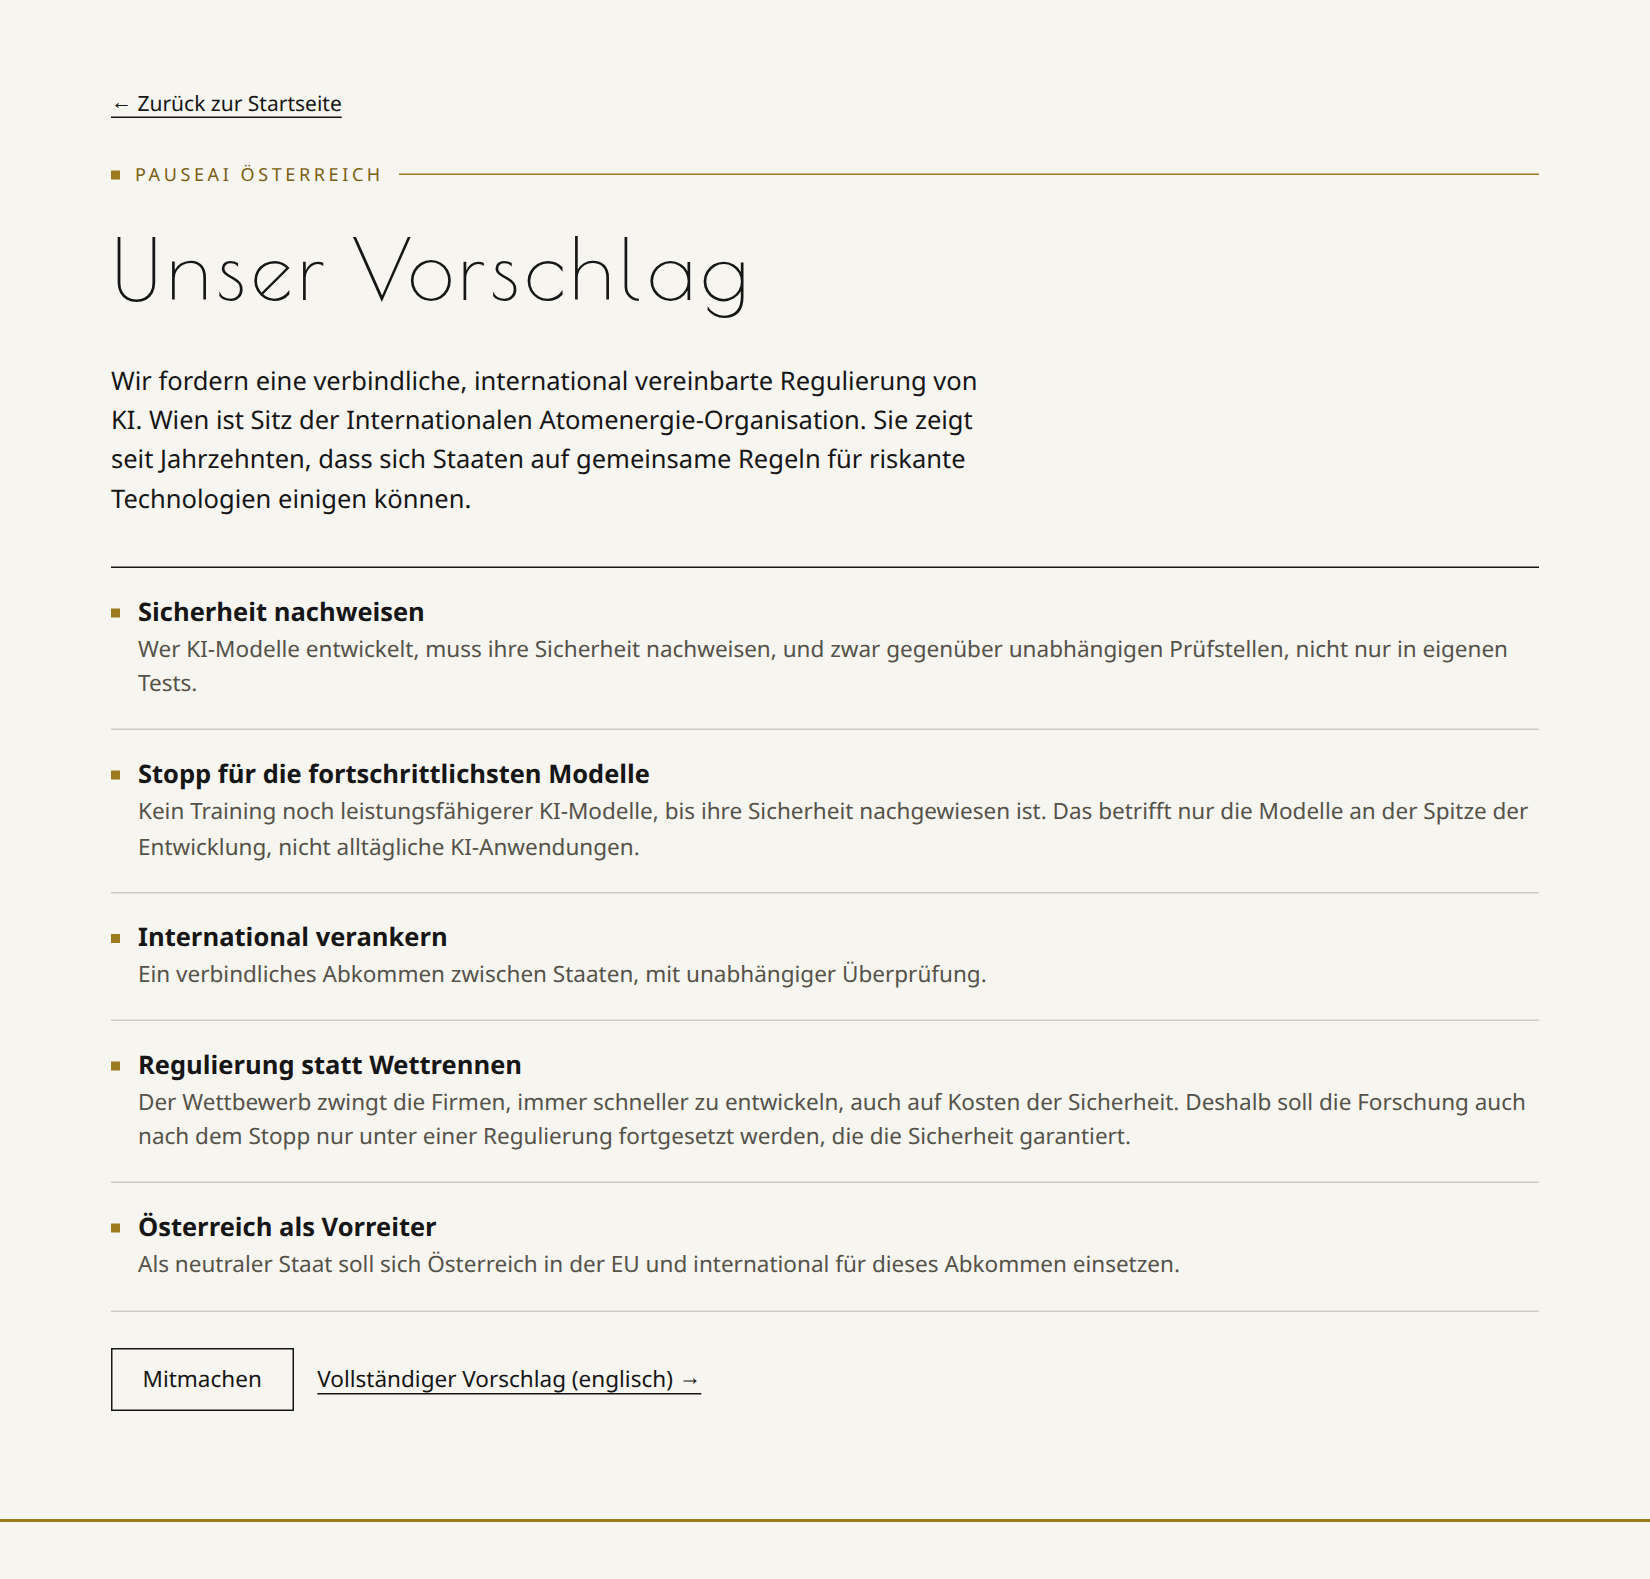 ← Zurück zur Startseite
PAUSEAI ÖSTERREICH
Unser Vorschlag
Wir fordern eine verbindliche, international vereinbarte Regulierung von
KI. Wien ist Sitz der Internationalen Atomenergie-Organisation. Sie zeigt
seit Jahrzehnten, dass sich Staaten auf gemeinsame Regeln für riskante
Technologien einigen können.
Sicherheit nachweisen
Wer KI-Modelle entwickelt, muss ihre Sicherheit nachweisen, und zwar gegenüber unabhängigen Prüfstellen, nicht nur in eigenen
Tests.
Stopp für die fortschrittlichsten Modelle
Kein Training noch leistungsfähigerer KI-Modelle, bis ihre Sicherheit nachgewiesen ist. Das betrifft nur die Modelle an der Spitze der
Entwicklung, nicht alltägliche KI-Anwendungen.
International verankern
Ein verbindliches Abkommen zwischen Staaten, mit unabhängiger Überprüfung.
Regulierung statt Wettrennen
Der Wettbewerb zwingt die Firmen, immer schneller zu entwickeln, auch auf Kosten der Sicherheit. Deshalb soll die Forschung auch
nach dem Stopp nur unter einer Regulierung fortgesetzt werden, die die Sicherheit garantiert.
Österreich als Vorreiter
Als neutraler Staat soll sich Österreich in der EU und international für dieses Abkommen einsetzen.
Mitmachen
Vollständiger Vorschlag (englisch) →